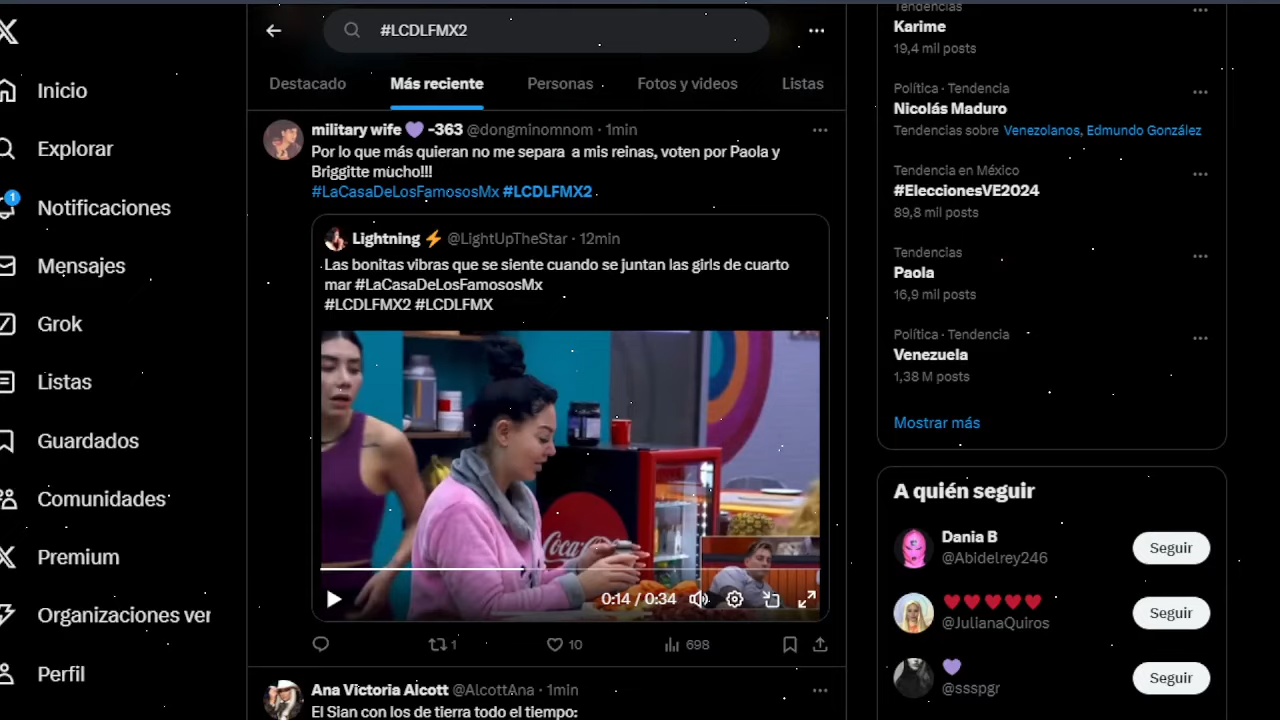 Inicio
Explorar
1
Notificaciones
Mensajes
Grok
Listas
Guardados
Comunidades
Premium
Organizaciones ver
Perfil
#LCDLFMX2
Destacado
Más reciente
Personas
Fotos y videos
Listas
military wife 💜 -363 @dongminomnom · 1min
Por lo que más quieran no me separa a mis reinas, voten por Paola y
Briggitte mucho!!!
#LaCasaDeLosFamososMx #LCDLFMX2
Lightning ⚡ @LightUpTheStar · 12min
Las bonitas vibras que se siente cuando se juntan las girls de cuarto
mar #LaCasaDeLosFamososMx
#LCDLFMX2 #LCDLFMX
Coca-Cola
0:14 / 0:34
1
10
698
Ana Victoria Alcott @AlcottAna · 1min
El Sian con los de tierra todo el tiempo:
Tendencias
Karime
19,4 mil posts
Política · Tendencia
Nicolás Maduro
Tendencias sobre Venezolanos, Edmundo González
Tendencia en México
#EleccionesVE2024
89,8 mil posts
Tendencias
Paola
16,9 mil posts
Política · Tendencia
Venezuela
1,38 M posts
Mostrar más
A quién seguir
Dania B
@Abidelrey246
Seguir
❤❤❤❤❤
@JulianaQuiros
Seguir
💜
@ssspgr
Seguir